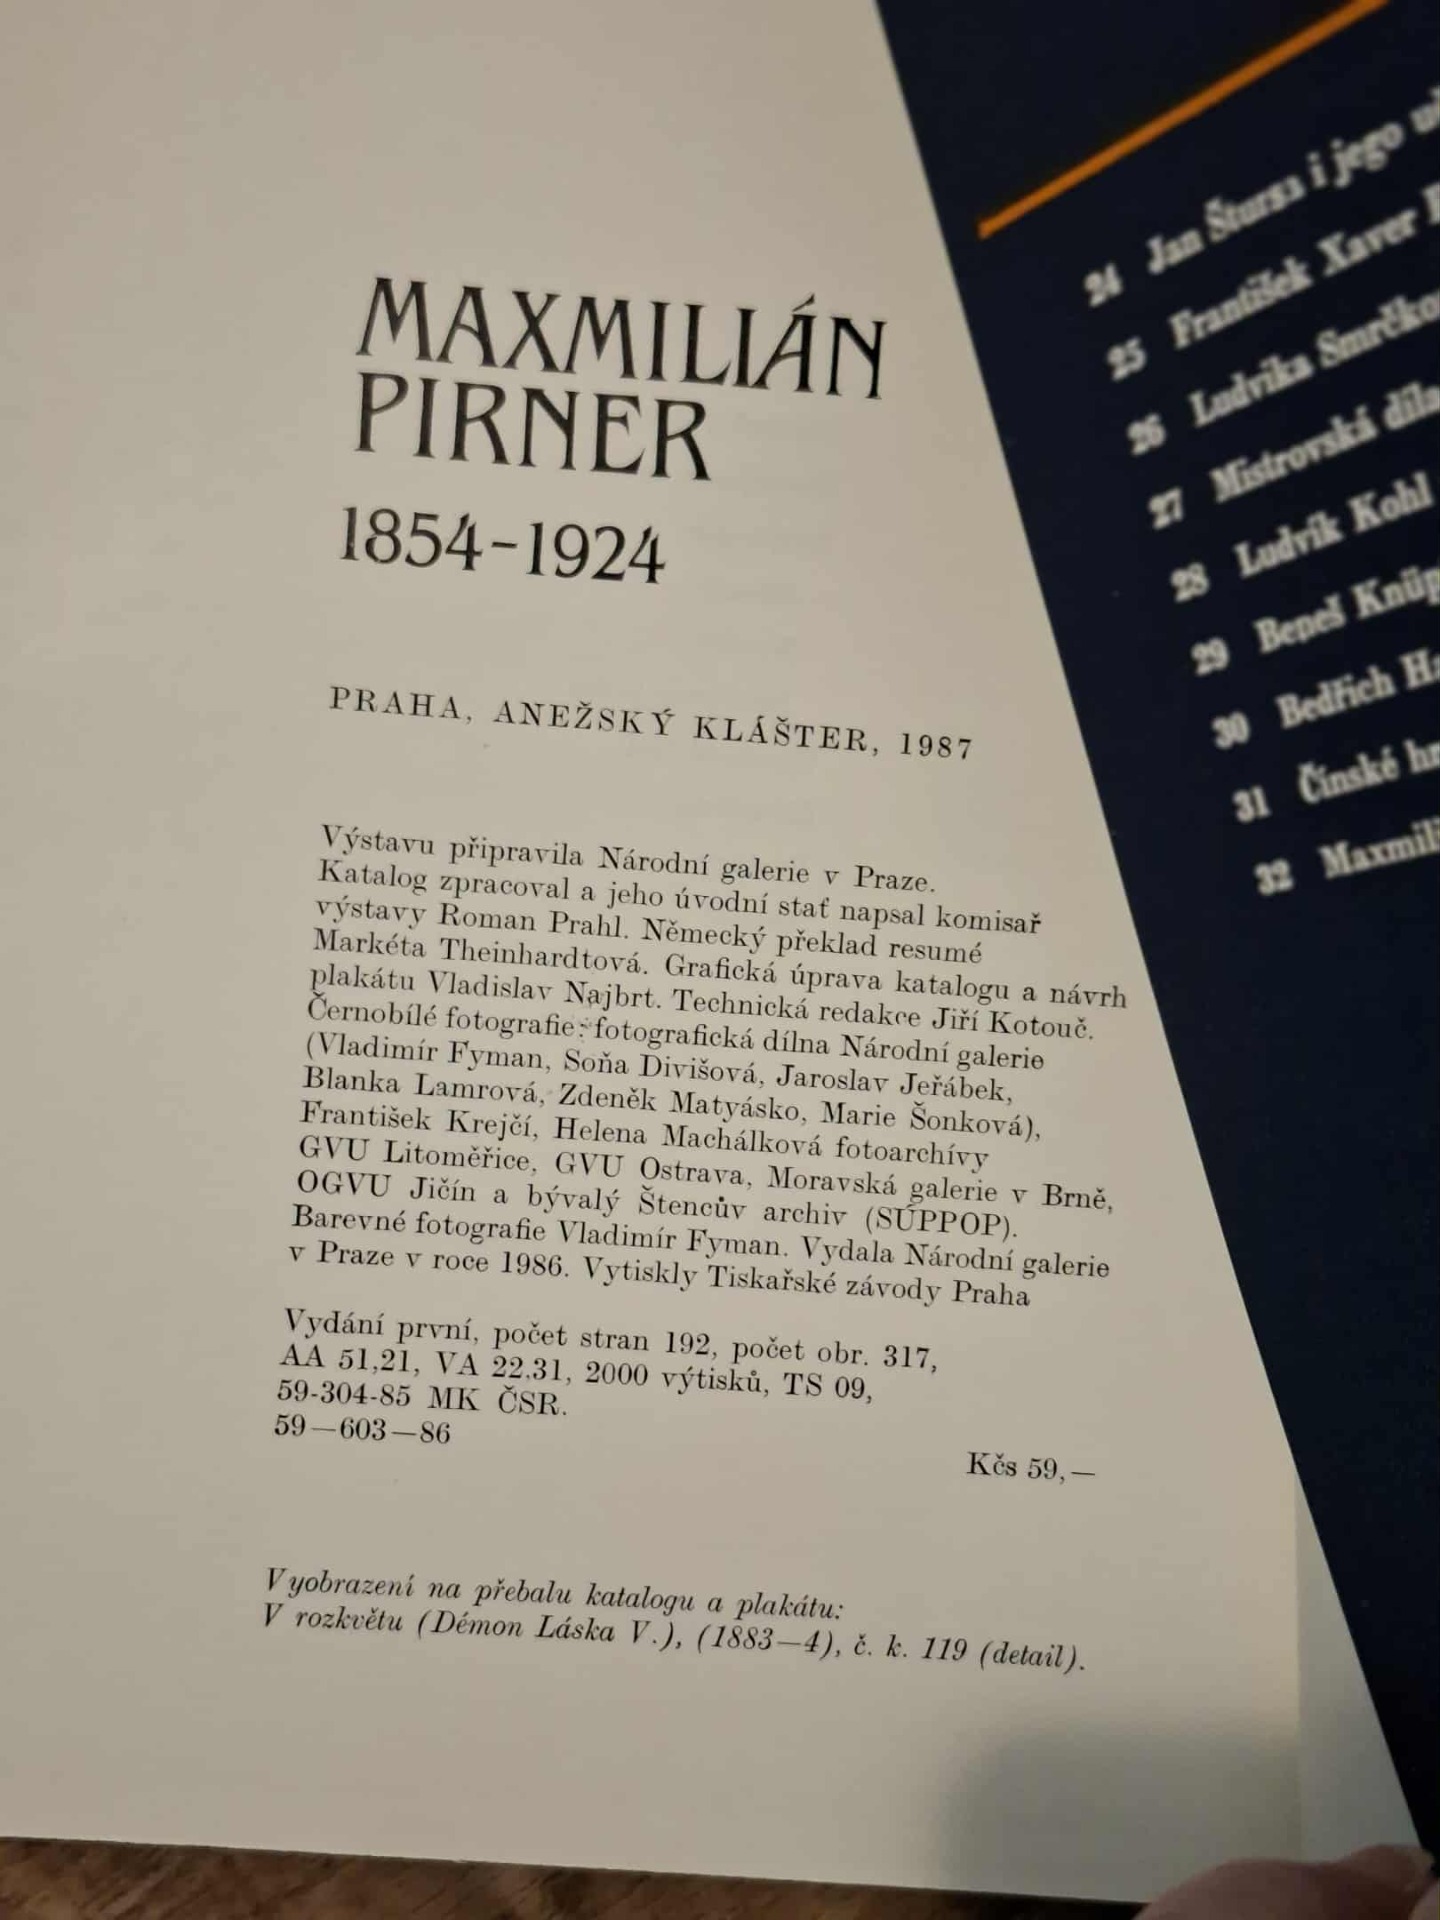 MAXMILIÁN
PIRNER
1854-1924
PRAHA, ANEŽSKÝ KLÁŠTER, 1987
Výstavu připravila Národní galerie v Praze.
Katalog zpracoval a jeho úvodní stať napsal komisař
výstavy Roman Prahl. Německý překlad resumé
Markéta Theinhardtová. Grafická úprava katalogu a návrh
plakátu Vladislav Najbrt. Technická redakce Jiří Kotouč.
Černobílé fotografie: fotografická dílna Národní galerie
(Vladimír Fyman, Soňa Divišová, Jaroslav Jeřábek,
Blanka Lamrová, Zdeněk Matyásko, Marie Šonková),
František Krejčí, Helena Machálková fotoarchívy
GVU Litoměřice, GVU Ostrava, Moravská galerie v Brně,
OGVU Jičín a bývalý Štencův archiv (SÚPPOP).
Barevné fotografie Vladimír Fyman. Vydala Národní galerie
v Praze v roce 1986. Vytiskly Tiskařské závody Praha
Vydání první, počet stran 192, počet obr. 317,
AA 51,21, VA 22,31, 2000 výtisků, TS 09,
59-304-85 MK ČSR.
59—603—86
Kčs 59,—
Vyobrazení na přebalu katalogu a plakátu:
V rozkvětu (Démon Láska V.), (1883—4), č. k. 119 (detail).
24 Jan Štursa i jego
25 František Xaver
26 Ludvika
27 Mistrovská díla
28 Ludvík Kohl
29 Beneš
30 Bedřich
31 Čínské
32